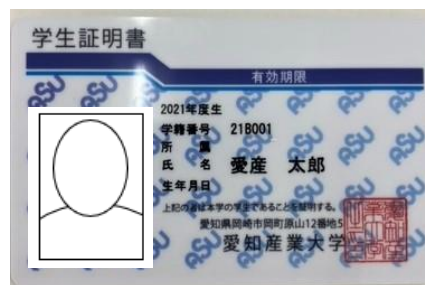 学生証明書
有効期限
2021年度生
学籍番号 21B001
所 属
氏 名 愛産 太郎
生年月日
上記の者は本学の学生であることを証明する。
愛知県岡崎市岡町原山12番地5
愛知産業大学
ASU